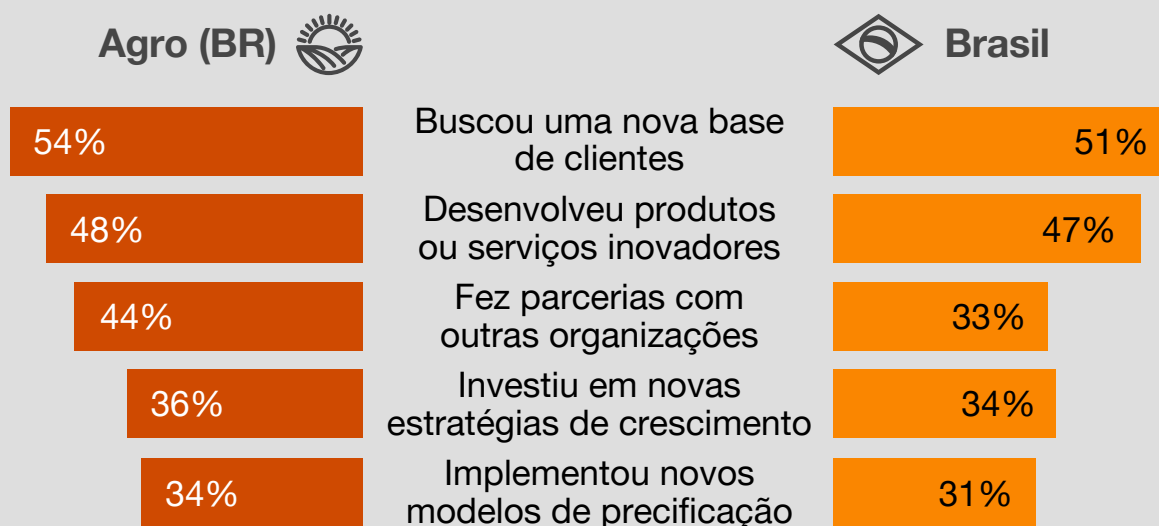 Agro (BR)
Brasil
54%
Buscou uma nova base
de clientes
51%
48%
Desenvolveu produtos
ou serviços inovadores
47%
44%
Fez parcerias com
outras organizações
33%
36%
Investiu em novas
estratégias de crescimento
34%
34%
Implementou novos
modelos de precificação
31%